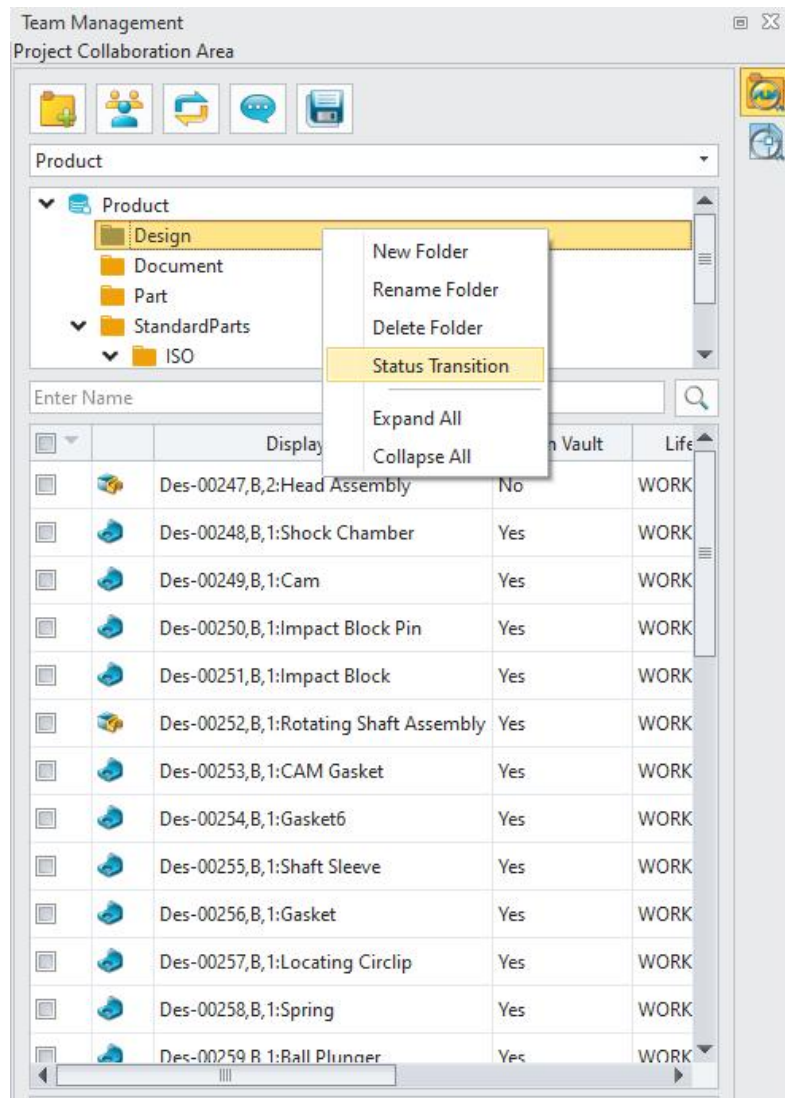 Team Management
Project Collaboration Area
Product
Product
Design
Document
Part
StandardParts
ISO
New Folder
Rename Folder
Delete Folder
Status Transition
Expand All
Collapse All
Enter Name
Display n Vault Life
Des-00247,B,2:Head Assembly No WORK
Des-00248,B,1:Shock Chamber Yes WORK
Des-00249,B,1:Cam Yes WORK
Des-00250,B,1:Impact Block Pin Yes WORK
Des-00251,B,1:Impact Block Yes WORK
Des-00252,B,1:Rotating Shaft Assembly Yes WORK
Des-00253,B,1:CAM Gasket Yes WORK
Des-00254,B,1:Gasket6 Yes WORK
Des-00255,B,1:Shaft Sleeve Yes WORK
Des-00256,B,1:Gasket Yes WORK
Des-00257,B,1:Locating Circlip Yes WORK
Des-00258,B,1:Spring Yes WORK
Des-00259,B,1:Ball Plunger Yes WORK